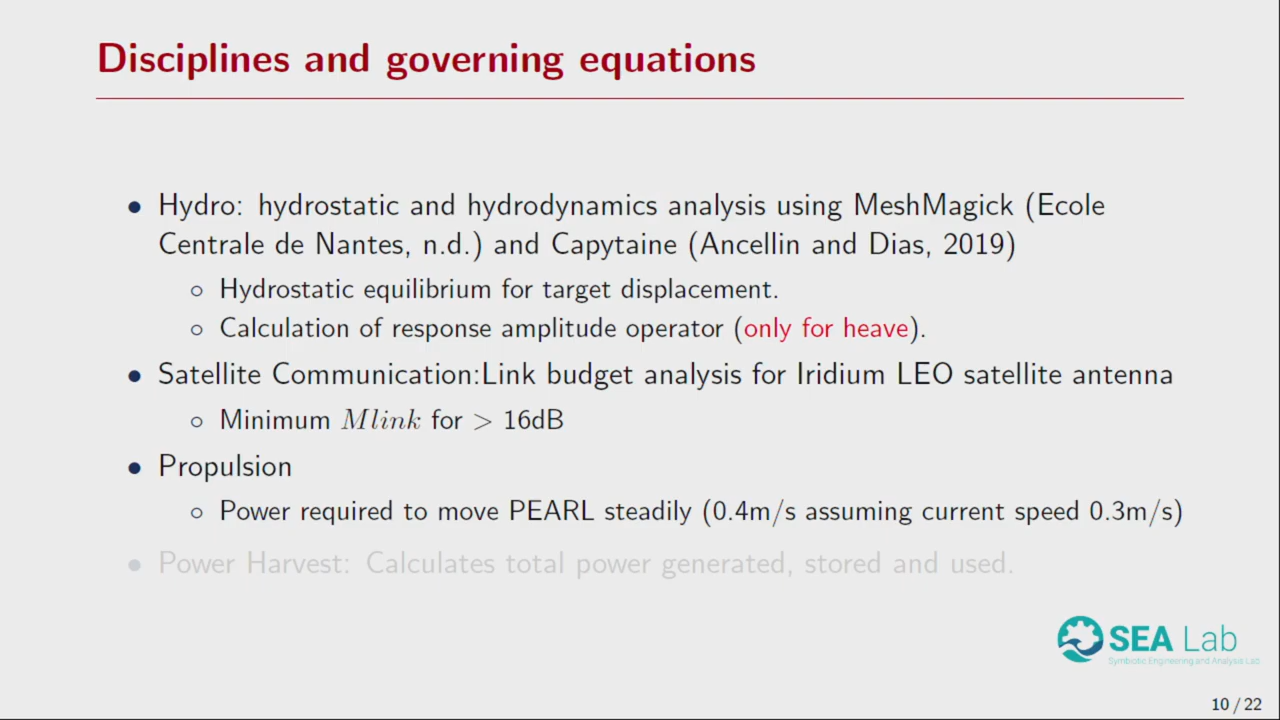 Disciplines and governing equations
• Hydro: hydrostatic and hydrodynamics analysis using MeshMagick (Ecole
Centrale de Nantes, n.d.) and Capytaine (Ancellin and Dias, 2019)
◦ Hydrostatic equilibrium for target displacement.
◦ Calculation of response amplitude operator (only for heave).
• Satellite Communication:Link budget analysis for Iridium LEO satellite antenna
◦ Minimum Mlink for > 16dB
• Propulsion
◦ Power required to move PEARL steadily (0.4m/s assuming current speed 0.3m/s)
• Power Harvest: Calculates total power generated, stored and used.
SEA Lab
Symbiotic Engineering and Analysis Lab
10 / 22